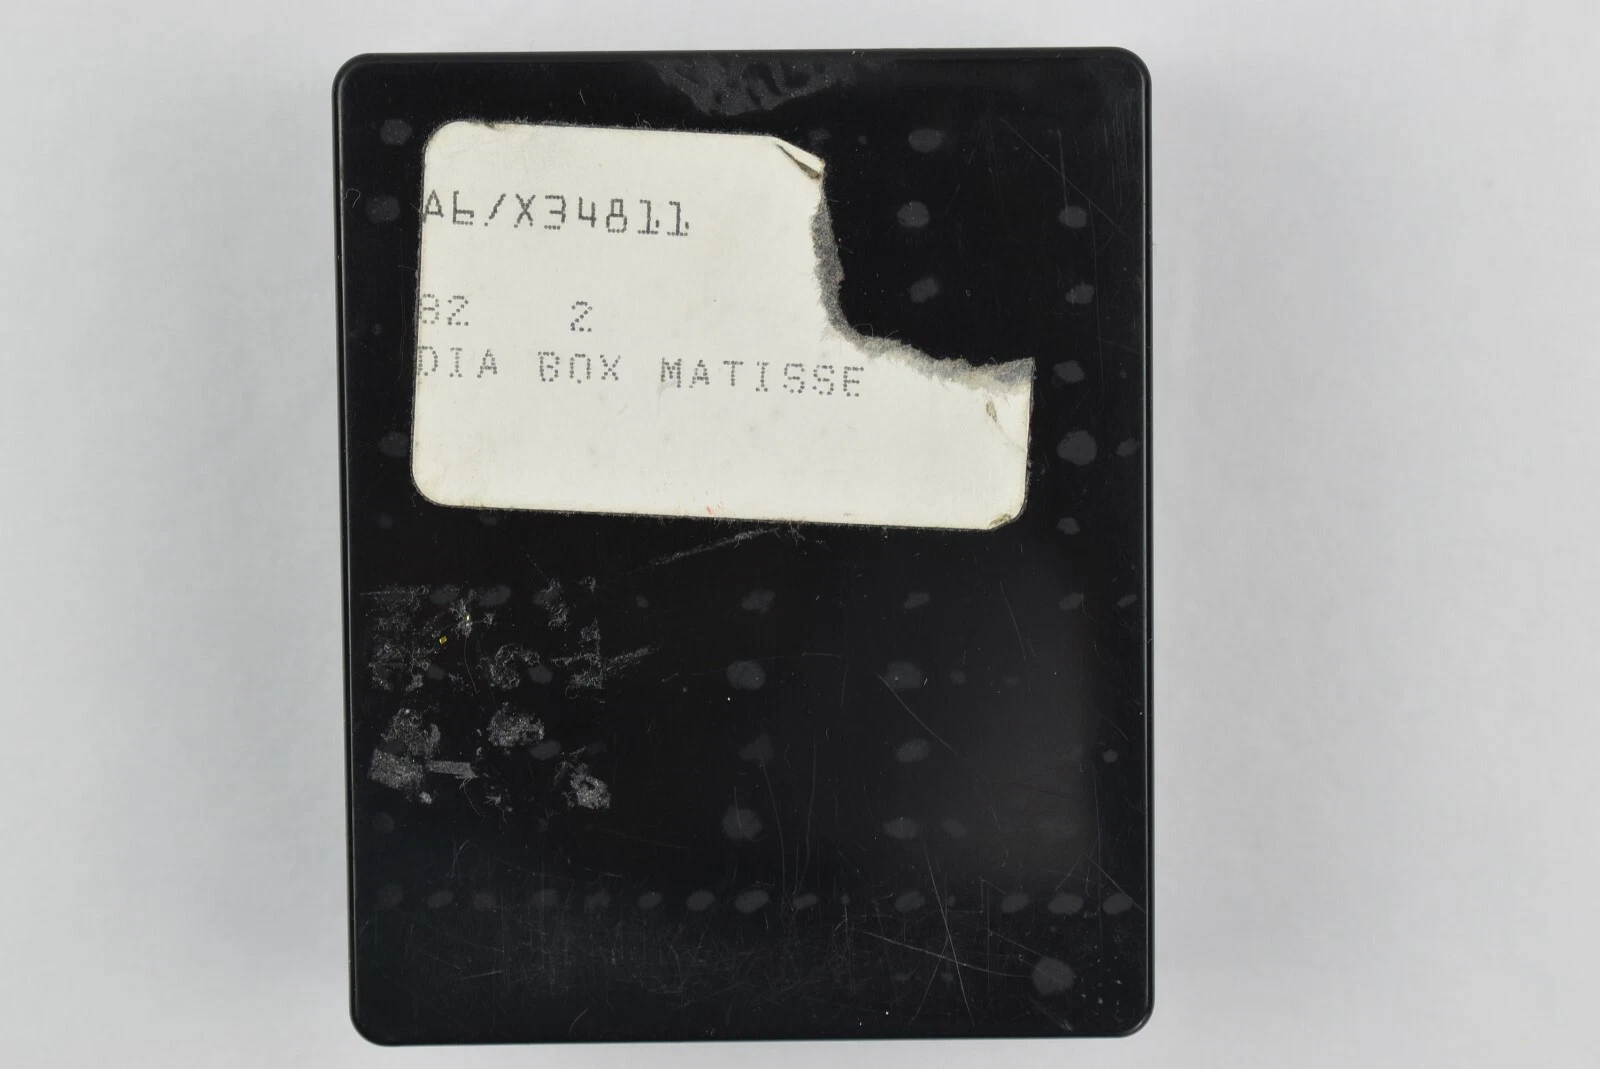 A6/X34811
82 2
DIA BOX MATISSE